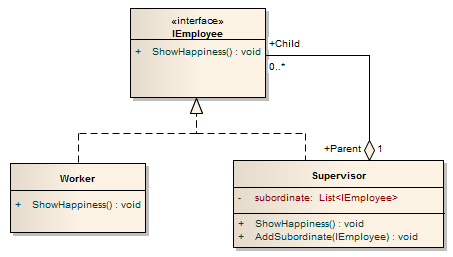 «interface»
IEmployee
+ ShowHappiness() : void
+Child
0..*
+Parent
1
Worker
+ ShowHappiness() : void
Supervisor
- subordinate: List<IEmployee>
+ ShowHappiness() : void
+ AddSubordinate(IEmployee) : void